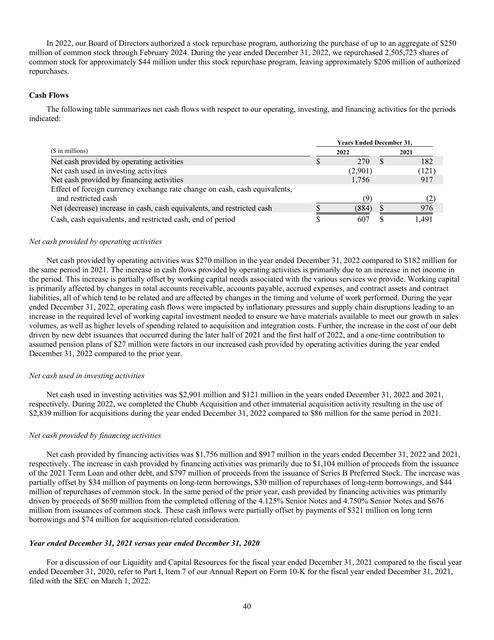 In 2022, our Board of Directors authorized a stock repurchase program, authorizing the purchase of up to an aggregate of $250
million of common stock through February 2024. During the year ended December 31, 2022, we repurchased 2,505,723 shares of
common stock for approximately $44 million under this stock repurchase program, leaving approximately $206 million of authorized
repurchases.
Cash Flows
The following table summarizes net cash flows with respect to our operating, investing, and financing activities for the periods
indicated:
Years Ended December 31,
($ in millions) 2022 2021
Net cash provided by operating activities $ 270 $ 182
Net cash used in investing activities (2,901) (121)
Net cash provided by financing activities 1,756 917
Effect of foreign currency exchange rate change on cash, cash equivalents,
and restricted cash (9) (2)
Net (decrease) increase in cash, cash equivalents, and restricted cash $ (884) $ 976
Cash, cash equivalents, and restricted cash, end of period $ 607 $ 1,491
Net cash provided by operating activities
Net cash provided by operating was $270 million in the year ended December 31, 2022 compared to $182 million for
the same period in 2021. The increase in cash flows provided by operating activities is primarily due to an increase in net income in
the period. This increase is partially offset by working capital needs associated with the various services we provide. Working capital
is primarily affected by changes in total accounts receivable, accounts payable, accrued expenses, and contract assets and contract
liabilities, all of which tend to be related and are affected by changes in the timing and volume of work performed. During the year
ended December 31, 2022, operating cash flows were impacted by inflationary pressures and supply chain disruptions leading to an
increase in the required level of working capital investment needed to ensure we have materials available to meet our growth in sales
volumes, as well as higher levels of spending related to acquisition and integration costs. Further, the increase in the cost of our debt
driven by new debt issuances that occurred during the later half of 2021 and the first half of 2022, and a one-time contribution to
assumed pension plans of $27 million were factors in our increased cash provided by operating activities during the year ended
December 31, 2022 compared to the prior year.
Net cash used in investing activities
Net cash used in investing activities was $2,901 million and $121 million in the years ended December 31, 2022 and 2021,
respectively. During 2022, we completed the Chubb Acquisition and other immaterial acquisition activity resulting in the use of
$2,839 million for acquisitions during the year ended December 31, 2022 compared to $86 million for the same period in 2021.
Net cash provided by financing activities
Net cash provided by financing was $1,756 million and $917 million in the years ended December 31, 2022 and 2021,
respectively. The increase in cash provided by financing activities was primarily due to $1,104 million of proceeds from the issuance
of the 2021 Term Loan and other debt, and $797 million of proceeds from the issuance of Series B Preferred Stock. The increase was
partially offset by $34 million of payments on long-term borrowings, $30 million of repurchases of long-term borrowings, and $44
million of repurchases of common stock. In the same period of the prior year, cash provided by financing activities was primarily
driven by proceeds of $650 million from the completed offering of the 4.125% Senior Notes and 4.750% Senior Notes and $676
million from issuances of common stock. These cash inflows were partially offset by payments of $321 million on long term
borrowings and $74 million for acquisition-related consideration.
Year ended December 31, 2021 versus year ended December 31, 2020
For a discussion of our Liquidity and Capital Resources for the fiscal year ended December 31, 2021 compared to the fiscal year
ended December 31, 2020, refer to Part I, Item 7 of our Annual Report on Form 10-K for the fiscal year ended December 31, 2021,
filed with the SEC on March 1, 2022.
40